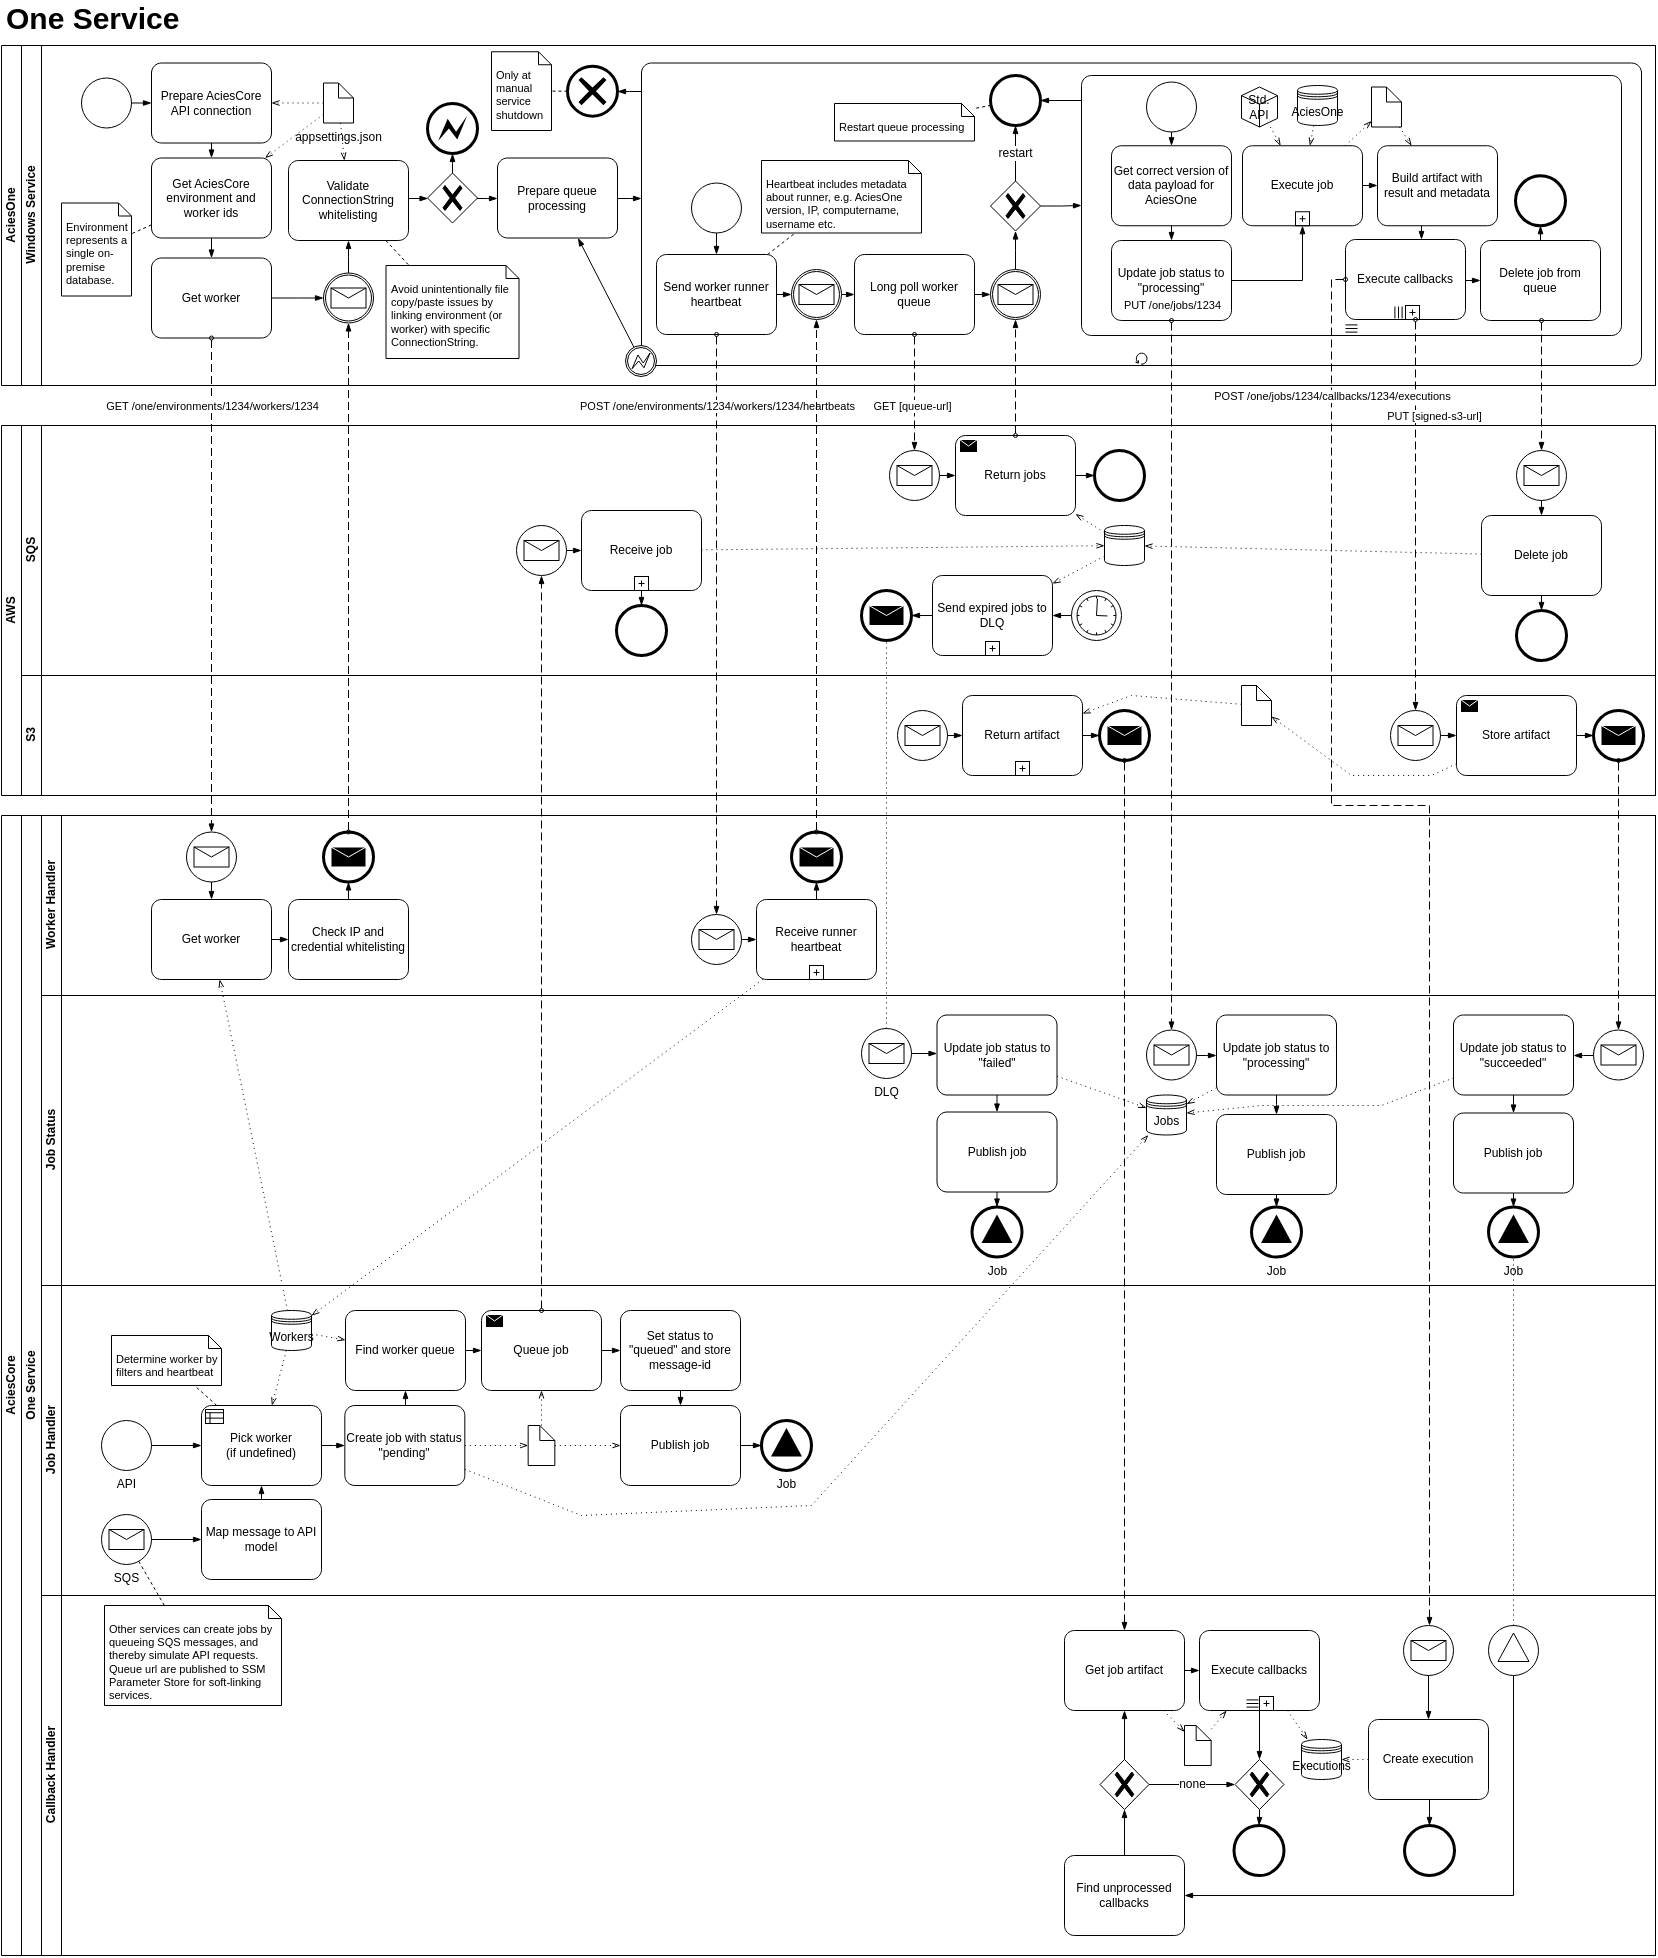 One Service
AciesOne
Windows Service
Prepare AciesCore
API connection
appsettings.json
Get AciesCore
environment and
worker ids
Environment
represents a
single on-
premise
database.
Get worker
Validate
ConnectionString
whitelisting
Avoid unintentionally file
copy/paste issues by
linking environment (or
worker) with specific
ConnectionString.
Only at
manual
service
shutdown
Prepare queue
processing
Restart queue processing
restart
Heartbeat includes metadata
about runner, e.g. AciesOne
version, IP, computername,
username etc.
Send worker runner
heartbeat
Long poll worker
queue
Std.
API
AciesOne
Get correct version of
data payload for
AciesOne
Execute job
Build artifact with
result and metadata
Update job status to
"processing"
PUT /one/jobs/1234
Execute callbacks
Delete job from
queue
GET /one/environments/1234/workers/1234
POST /one/environments/1234/workers/1234/heartbeats
GET [queue-url]
POST /one/jobs/1234/callbacks/1234/executions
PUT [signed-s3-url]
AWS
SQS
Return jobs
Receive job
Send expired jobs to
DLQ
Delete job
S3
Return artifact
Store artifact
AciesCore
One Service
Worker Handler
Get worker
Check IP and
credential whitelisting
Receive runner
heartbeat
Job Status
DLQ
Update job status to
"failed"
Update job status to
"processing"
Update job status to
"succeeded"
Jobs
Publish job
Publish job
Publish job
Job
Job
Job
Job Handler
Workers
Determine worker by
filters and heartbeat
Find worker queue
Queue job
Set status to
"queued" and store
message-id
API
Pick worker
(if undefined)
Create job with status
"pending"
Publish job
Job
SQS
Map message to API
model
Callback Handler
Other services can create jobs by
queueing SQS messages, and
thereby simulate API requests.
Queue url are published to SSM
Parameter Store for soft-linking
services.
Get job artifact
Execute callbacks
none
Executions
Create execution
Find unprocessed
callbacks